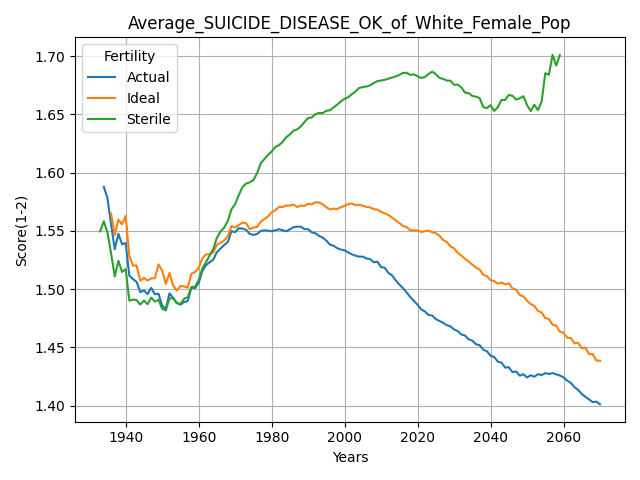 Average_SUICIDE_DISEASE_OK_of_White_Female_Pop
Fertility
Actual
Ideal
Sterile
Score(1-2)
1.70
1.65
1.60
1.55
1.50
1.45
1.40
1940 1960 1980 2000 2020 2040 2060
Years